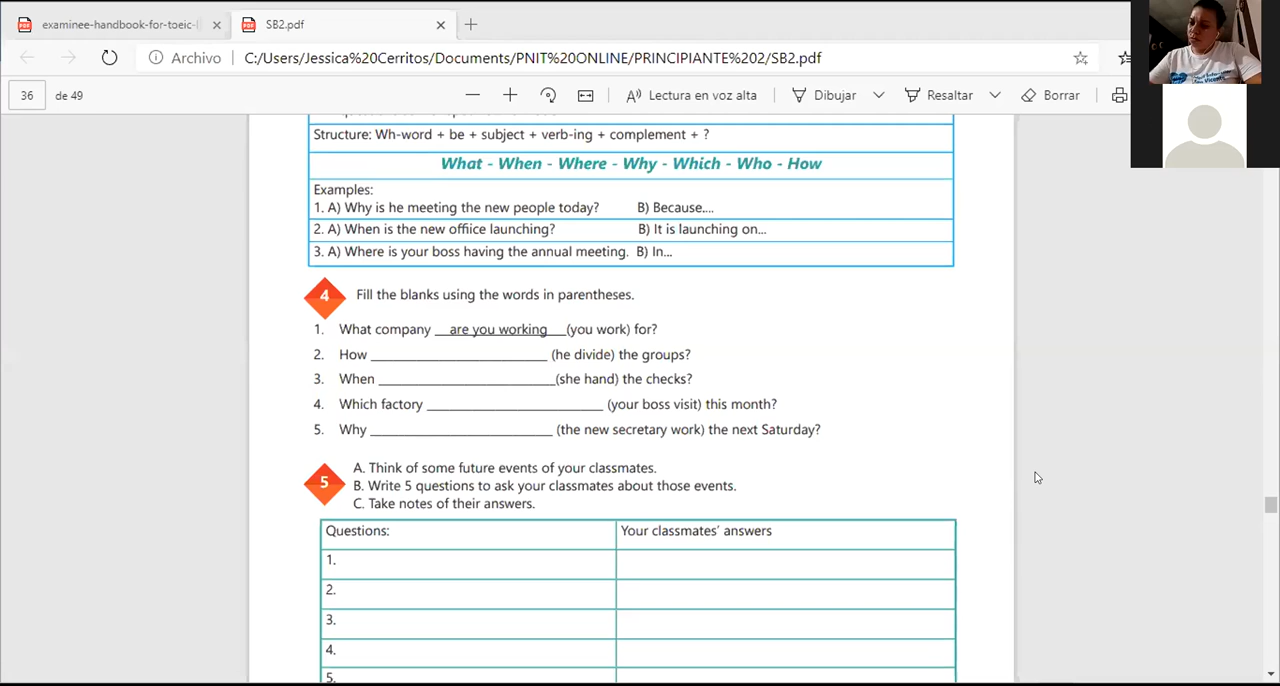 examinee-handbook-for-toeic-l
SB2.pdf
Archivo
C:/Users/Jessica%20Cerritos/Documents/PNIT%20ONLINE/PRINCIPIANTE%202/SB2.pdf
36 de 49
Lectura en voz alta
Dibujar
Resaltar
Borrar
Structure: Wh-word + be + subject + verb-ing + complement + ?
What - When - Where - Why - Which - Who - How
Examples:
1. A) Why is he meeting the new people today? B) Because....
2. A) When is the new office launching? B) It is launching on...
3. A) Where is your boss having the annual meeting. B) In...
4 Fill the blanks using the words in parentheses.
1. What company __are you working__(you work) for?
2. How ____________________ (he divide) the groups?
3. When ____________________(she hand) the checks?
4. Which factory ____________________ (your boss visit) this month?
5. Why ____________________ (the new secretary work) the next Saturday?
5 A. Think of some future events of your classmates.
B. Write 5 questions to ask your classmates about those events.
C. Take notes of their answers.
Questions: Your classmates' answers
1.
2.
3.
4.
5.